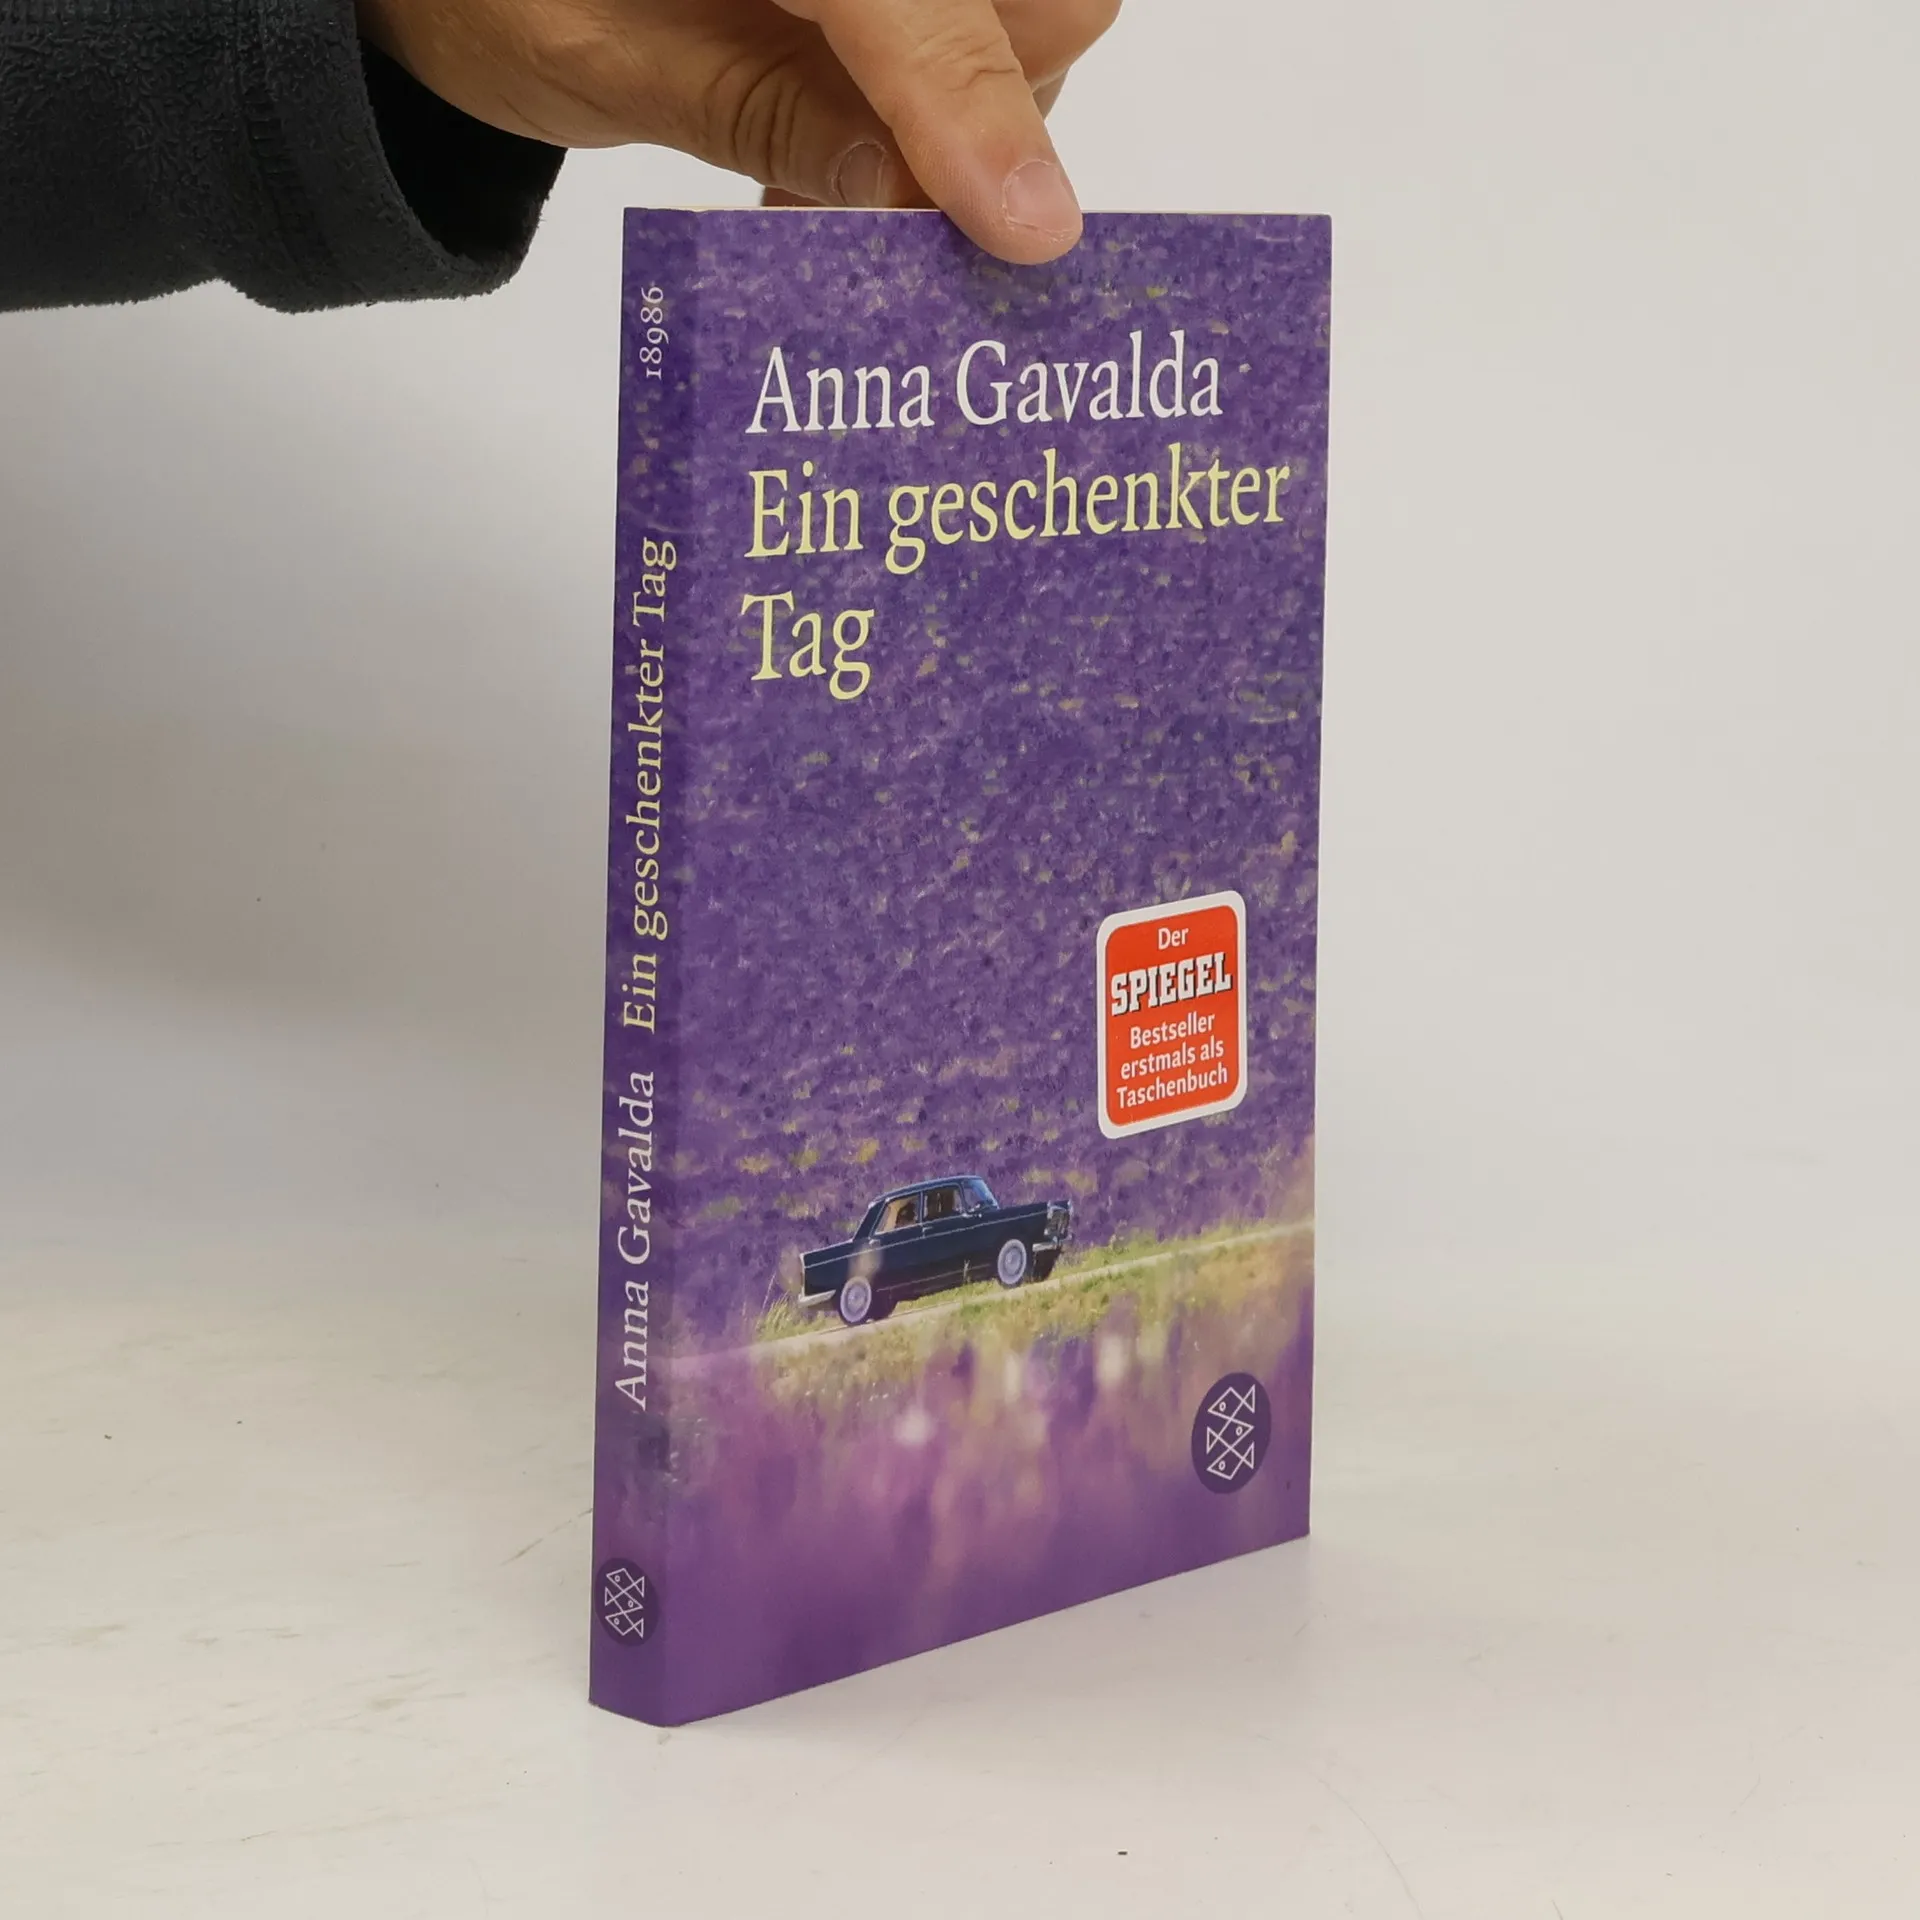 Anna Gavalda
Ein geschenkter
Tag
Der
SPIEGEL
Bestseller
erstmals als
Taschenbuch
Anna Gavalda Ein geschenkter Tag 18986